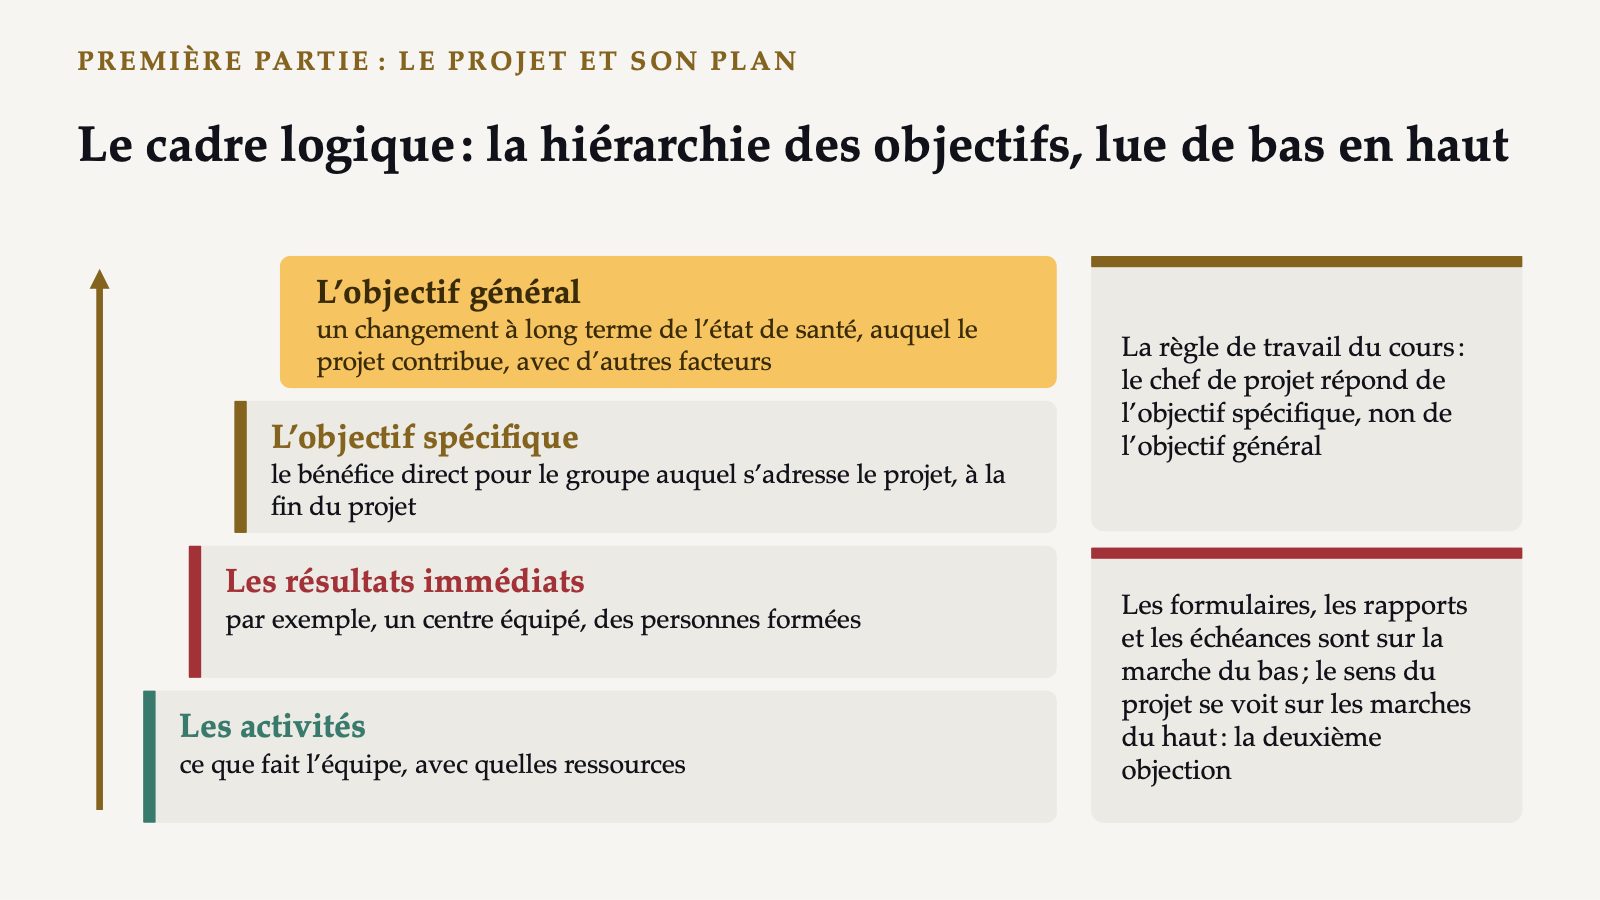 PREMIÈRE PARTIE : LE PROJET ET SON PLAN
Le cadre logique : la hiérarchie des objectifs, lue de bas en haut
L’objectif général
un changement à long terme de l’état de santé, auquel le
projet contribue, avec d’autres facteurs
L’objectif spécifique
le bénéfice direct pour le groupe auquel s’adresse le projet, à la
fin du projet
Les résultats immédiats
par exemple, un centre équipé, des personnes formées
Les activités
ce que fait l’équipe, avec quelles ressources
La règle de travail du cours :
le chef de projet répond de
l’objectif spécifique, non de
l’objectif général
Les formulaires, les rapports
et les échéances sont sur la
marche du bas ; le sens du
projet se voit sur les marches
du haut : la deuxième
objection